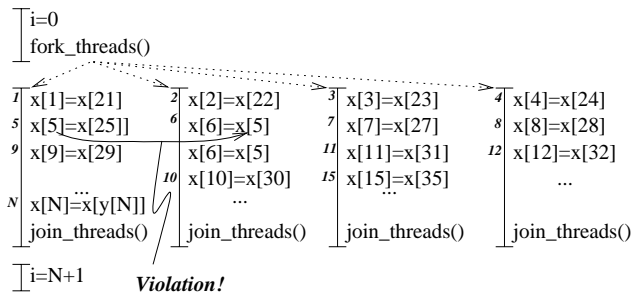 i=0
fork_threads()
1 x[1]=x[21]
5 x[5]=x[25]]
9 x[9]=x[29]
...
N x[N]=x[y[N]]
join_threads()
2 x[2]=x[22]
6 x[6]=x[5]
x[6]=x[5]
10 x[10]=x[30]
...
join_threads()
3 x[3]=x[23]
7 x[7]=x[27]
11 x[11]=x[31]
15 x[15]=x[35]
...
join_threads()
4 x[4]=x[24]
8 x[8]=x[28]
12 x[12]=x[32]
...
join_threads()
i=N+1
Violation!